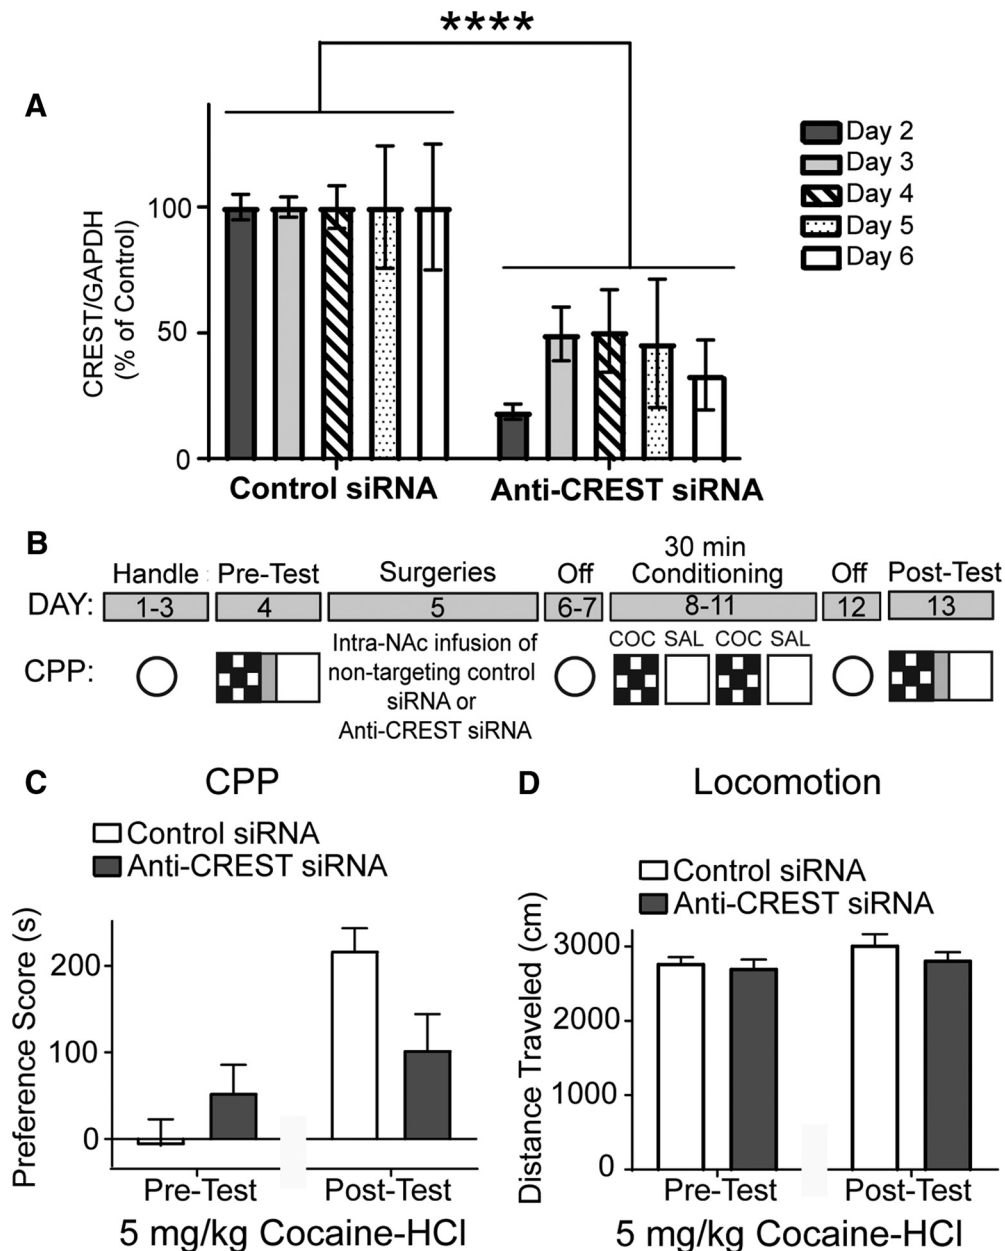 ****
A
CREST/GAPDH
(% of Control)
100
50
0
Day 2
Day 3
Day 4
Day 5
Day 6
Control siRNA
Anti-CREST siRNA
B
Handle
Pre-Test
Surgeries
Off
30 min
Conditioning
Off
Post-Test
DAY:
1-3
4
5
6-7
8-11
12
13
CPP:
Intra-NAc infusion of
non-targeting control
siRNA or
Anti-CREST siRNA
COC SAL COC SAL
C
CPP
Control siRNA
Anti-CREST siRNA
Preference Score (s)
200
100
0
Pre-Test
Post-Test
5 mg/kg Cocaine-HCl
D
Locomotion
Control siRNA
Anti-CREST siRNA
Distance Traveled (cm)
3000
2000
1000
0
Pre-Test
Post-Test
5 mg/kg Cocaine-HCl